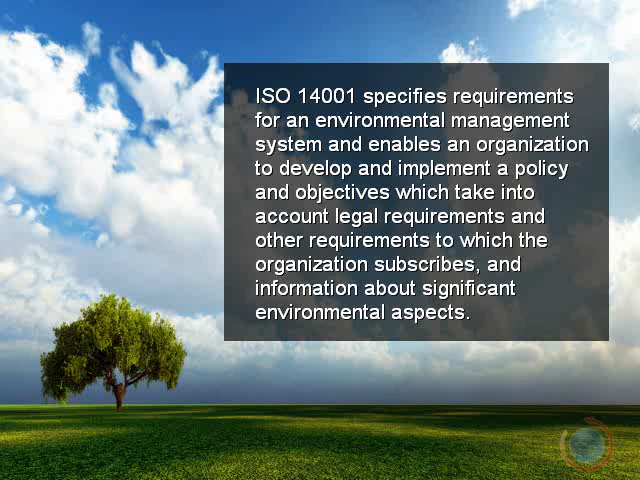 ISO 14001 specifies requirements
for an environmental management
system and enables an organization
to develop and implement a policy
and objectives which take into
account legal requirements and
other requirements to which the
organization subscribes, and
information about significant
environmental aspects.